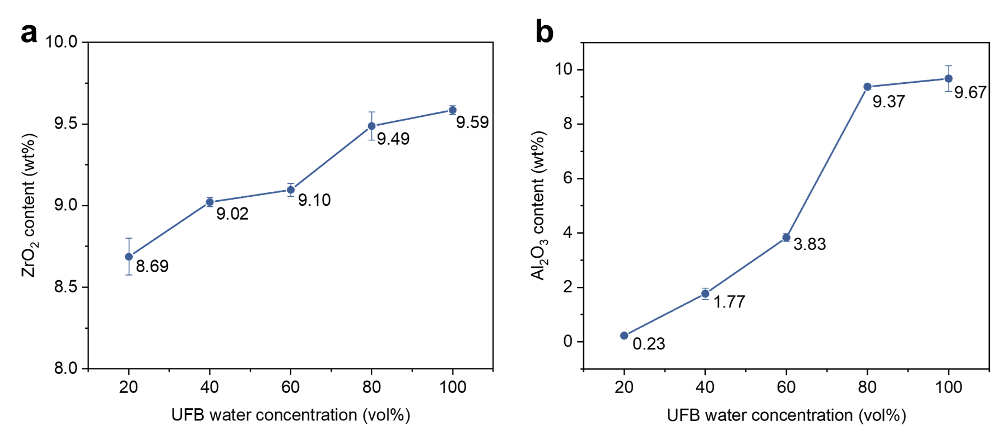 a
10.0
9.5
9.0
8.5
8.0
ZrO₂ content (wt%)
8.69
9.02
9.10
9.49
9.59
20 40 60 80 100
UFB water concentration (vol%)
b
10
8
6
4
2
0
Al₂O₃ content (wt%)
0.23
1.77
3.83
9.37
9.67
20 40 60 80 100
UFB water concentration (vol%)